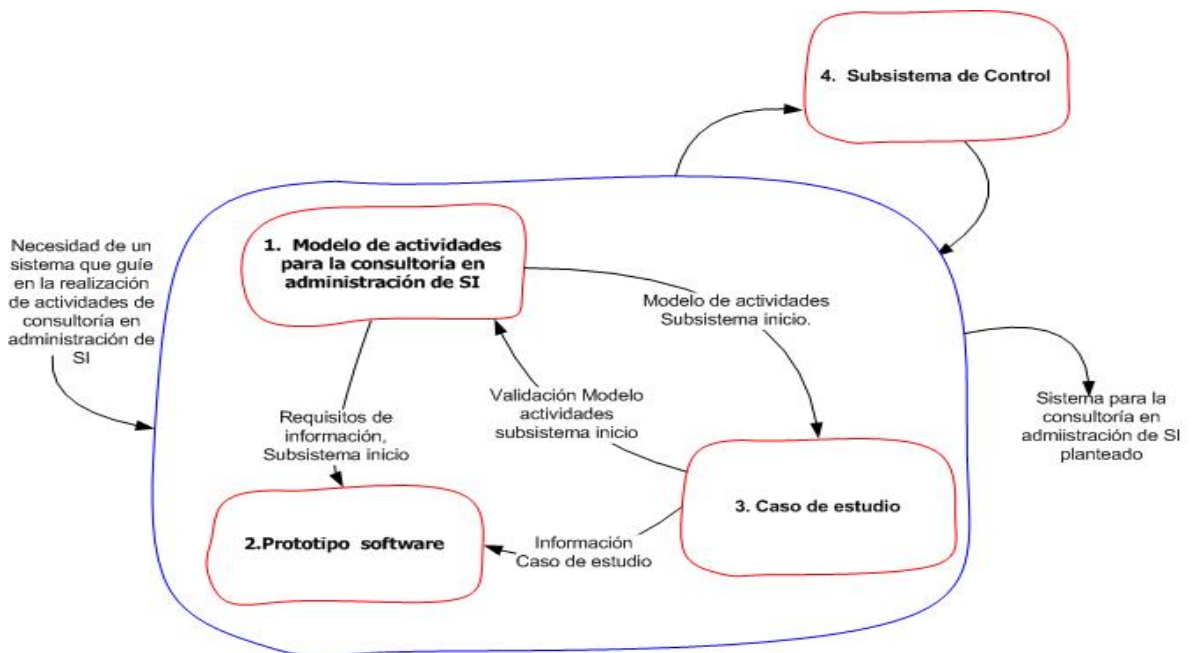 4.  Subsistema de Control
Necesidad de un
sistema que guíe
en la realización
de actividades de
consultoría en
administración de
SI
1.  Modelo de actividades
para la consultoría en
administración de SI
Modelo de actividades
Subsistema inicio.
Validación Modelo
actividades
subsistema inicio
Requisitos de
información,
Subsistema inicio
Sistema para la
consultoría en
admiistración de SI
planteado
3. Caso de estudio
2.Prototipo  software
Información
Caso de estudio